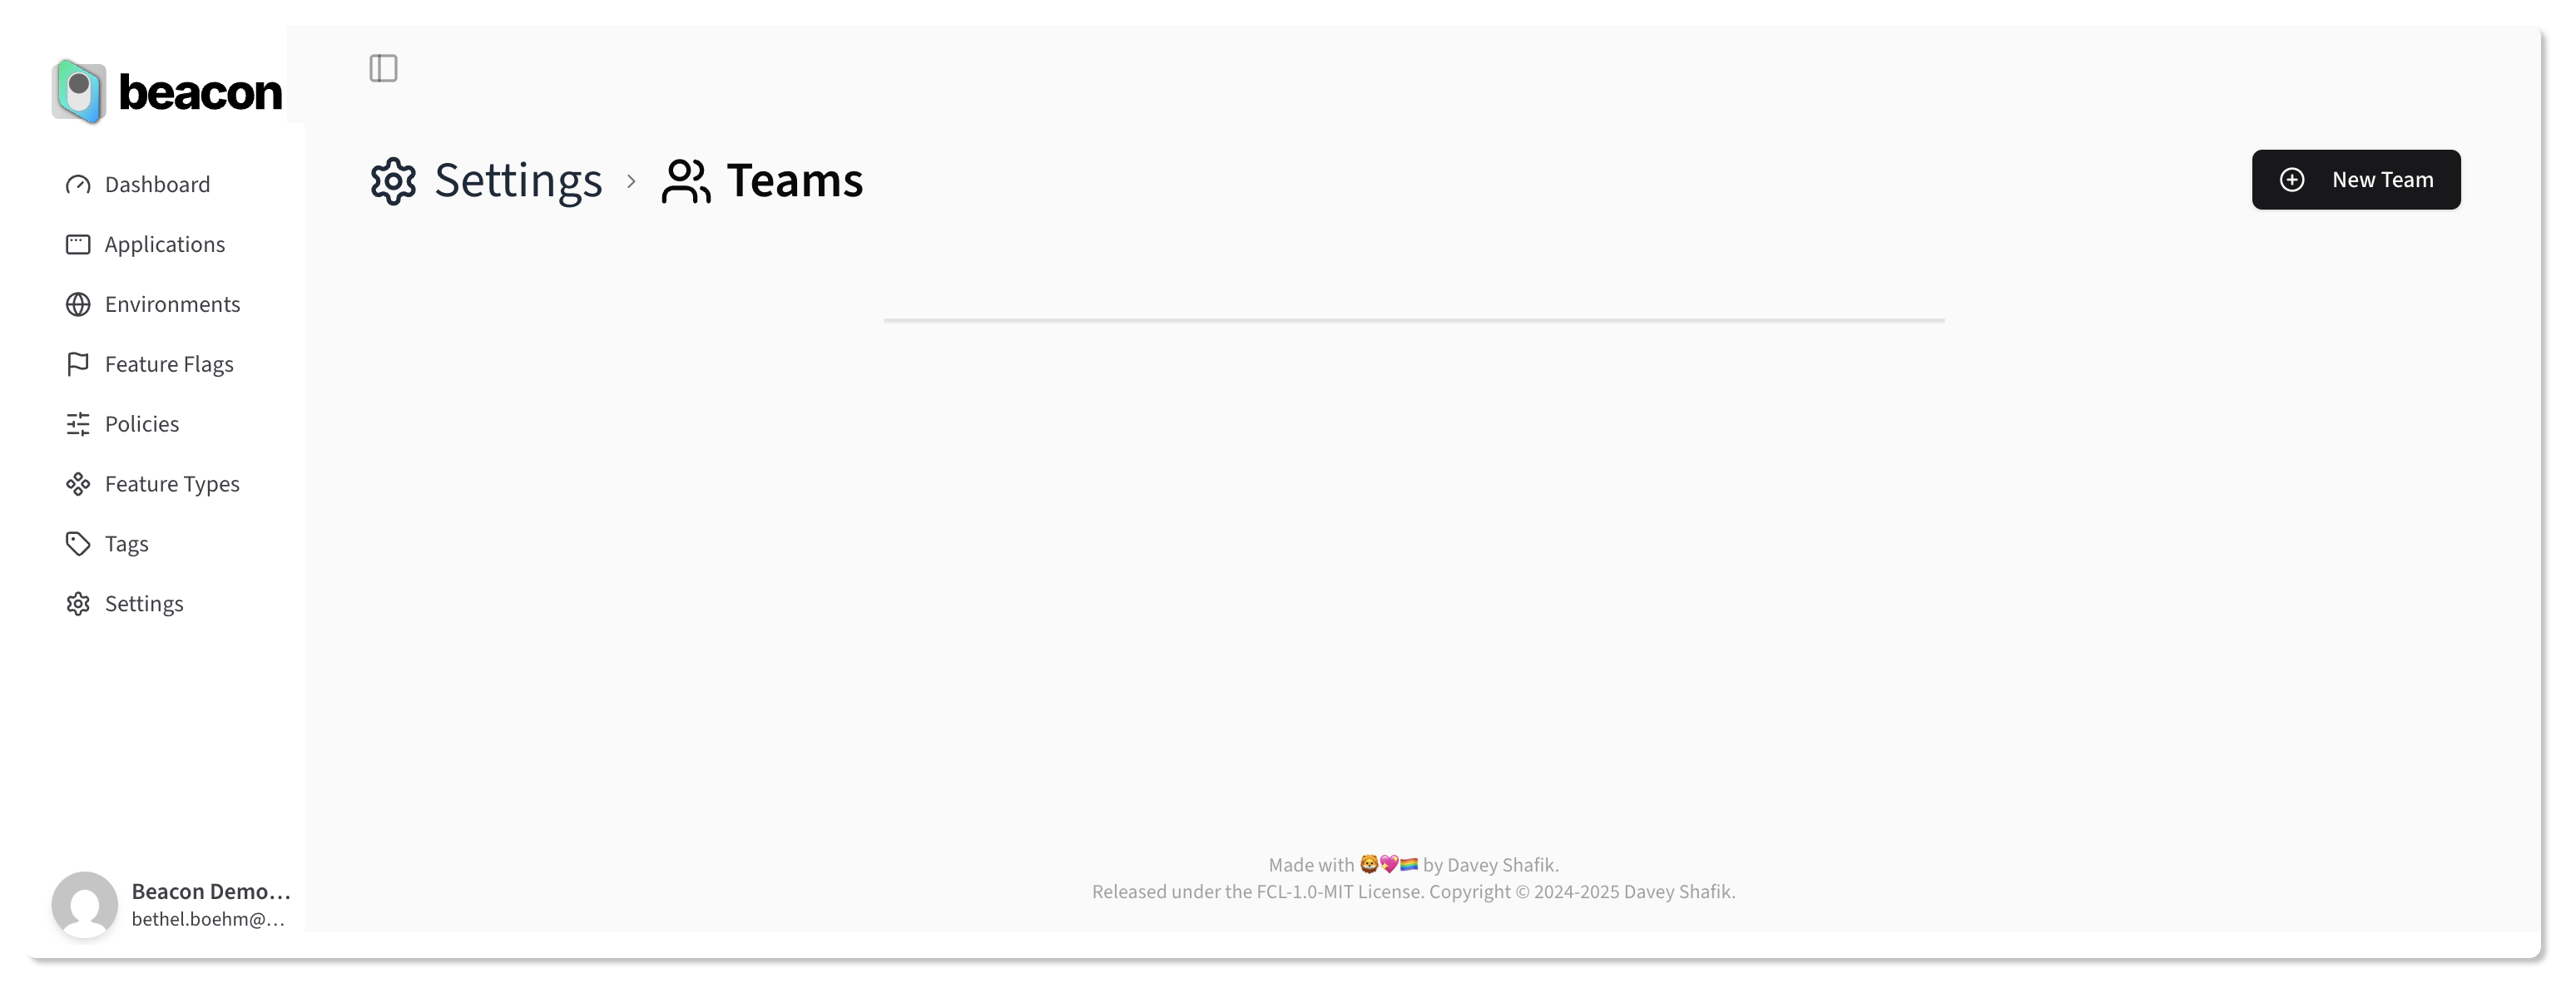 beacon
Dashboard
Applications
Environments
Feature Flags
Policies
Feature Types
Tags
Settings
Beacon Demo...
bethel.boehm@...
Settings > Teams
New Team
Made with 🦁💖🏳️‍🌈 by Davey Shafik.
Released under the FCL-1.0-MIT License. Copyright © 2024-2025 Davey Shafik.